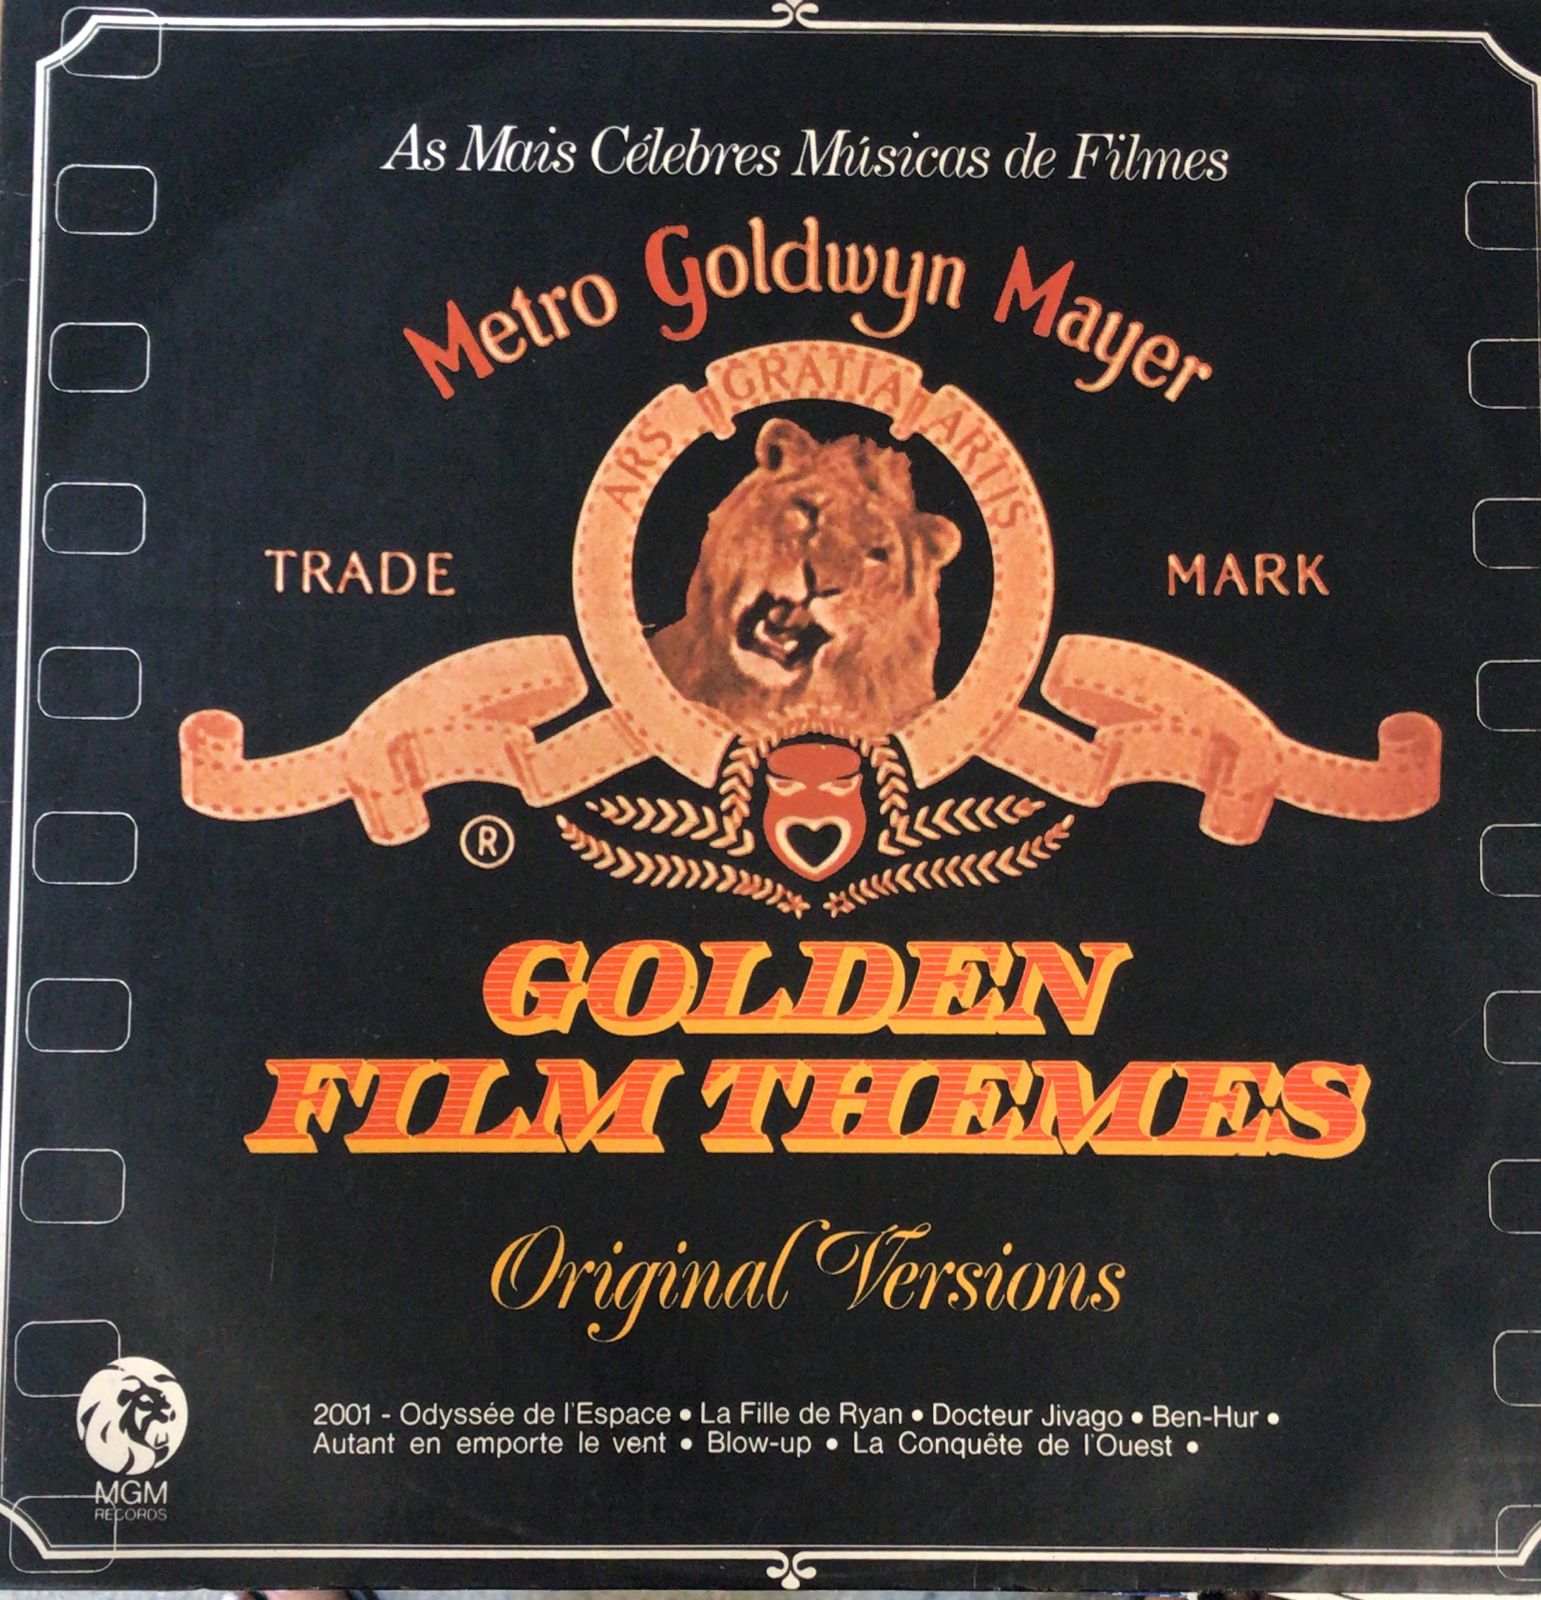 As Mais Célebres Músicas de Filmes
Metro Goldwyn Mayer
ARS GRATIA ARTIS
TRADE MARK
®
GOLDEN
FILM THEMES
Original Versions
2001 - Odyssée de l'Espace • La Fille de Ryan • Docteur Jivago • Ben-Hur •
Autant en emporte le vent • Blow-up • La Conquête de l'Ouest •
MGM
RECORDS